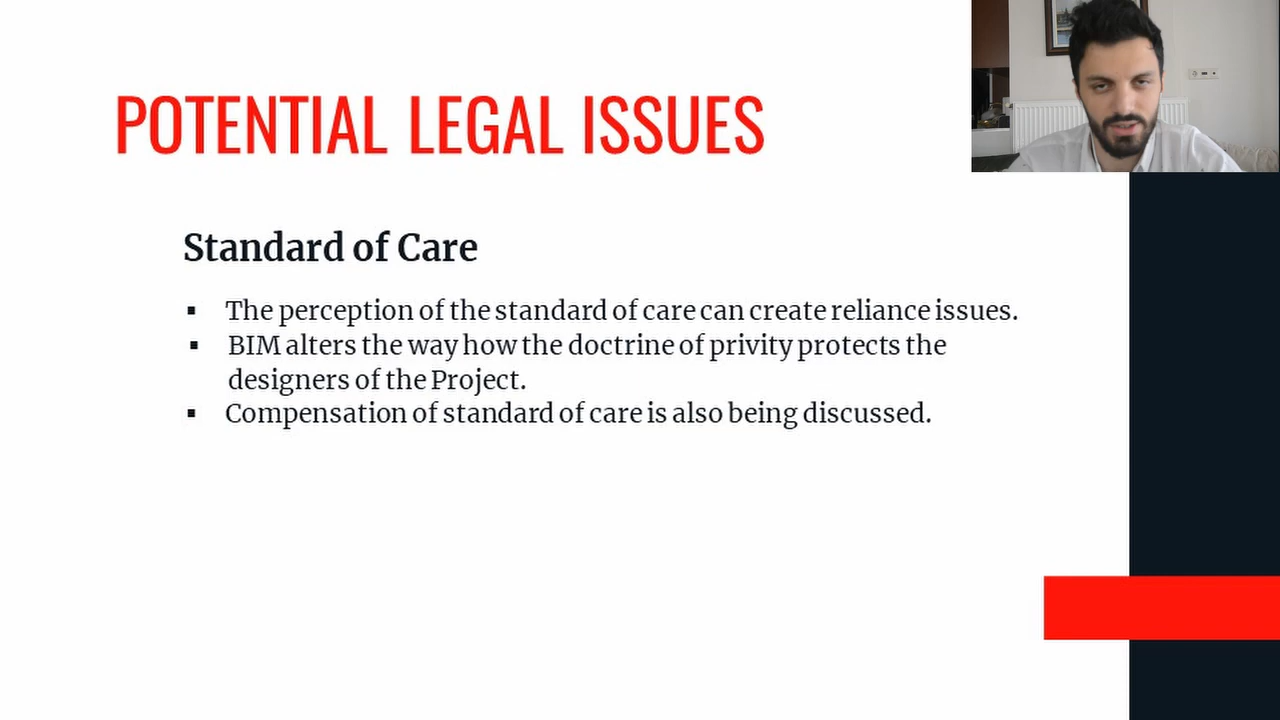 POTENTIAL LEGAL ISSUES
Standard of Care
▪ The perception of the standard of care can create reliance issues.
▪ BIM alters the way how the doctrine of privity protects the
designers of the Project.
▪ Compensation of standard of care is also being discussed.